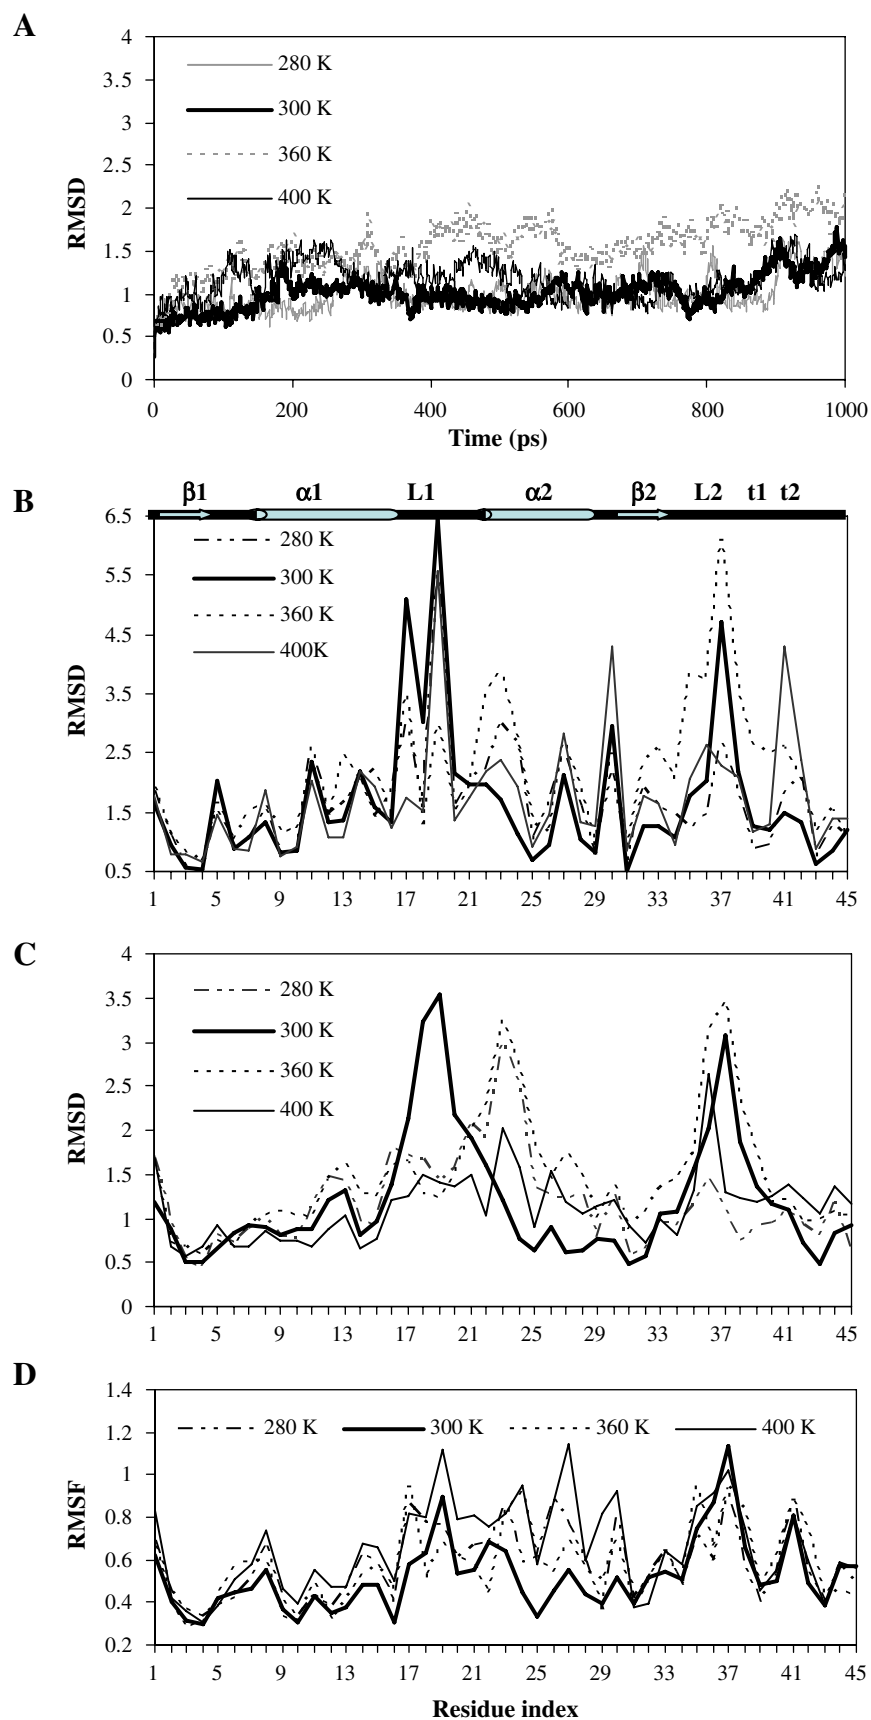 A
4
3.5
3
2.5
2
1.5
1
0.5
0
RMSD
280 K
300 K
360 K
400 K
0 200 400 600 800 1000
Time (ps)
B
β1 α1 L1 α2 β2 L2 t1 t2
6.5
5.5
4.5
3.5
2.5
1.5
0.5
RMSD
280 K
300 K
360 K
400K
1 5 9 13 17 21 25 29 33 37 41 45
C
4
3.5
3
2.5
2
1.5
1
0.5
0
RMSD
280 K
300 K
360 K
400 K
1 5 9 13 17 21 25 29 33 37 41 45
D
1.4
1.2
1
0.8
0.6
0.4
0.2
RMSF
280 K 300 K 360 K 400 K
1 5 9 13 17 21 25 29 33 37 41 45
Residue index